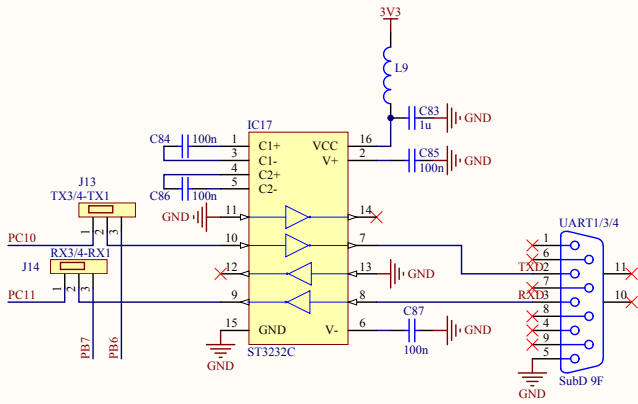 3V3
L9
C83
1u
GND
IC17
C84
100n
1
3
4
5
C1+
C1-
C2+
C2-
VCC
V+
16
2
C85
100n
GND
C86
100n
J13
TX3/4-TX1
1
2
3
PC10
GND
11
14
10
7
RX3/4-RX1
J14
1
2
3
PC11
12
13
GND
9
8
PB7
PB6
15
GND
V-
6
C87
100n
GND
GND
ST3232C
UART1/3/4
1
6
TXD
2
7
RXD
3
8
4
9
5
11
10
GND
SubD 9F